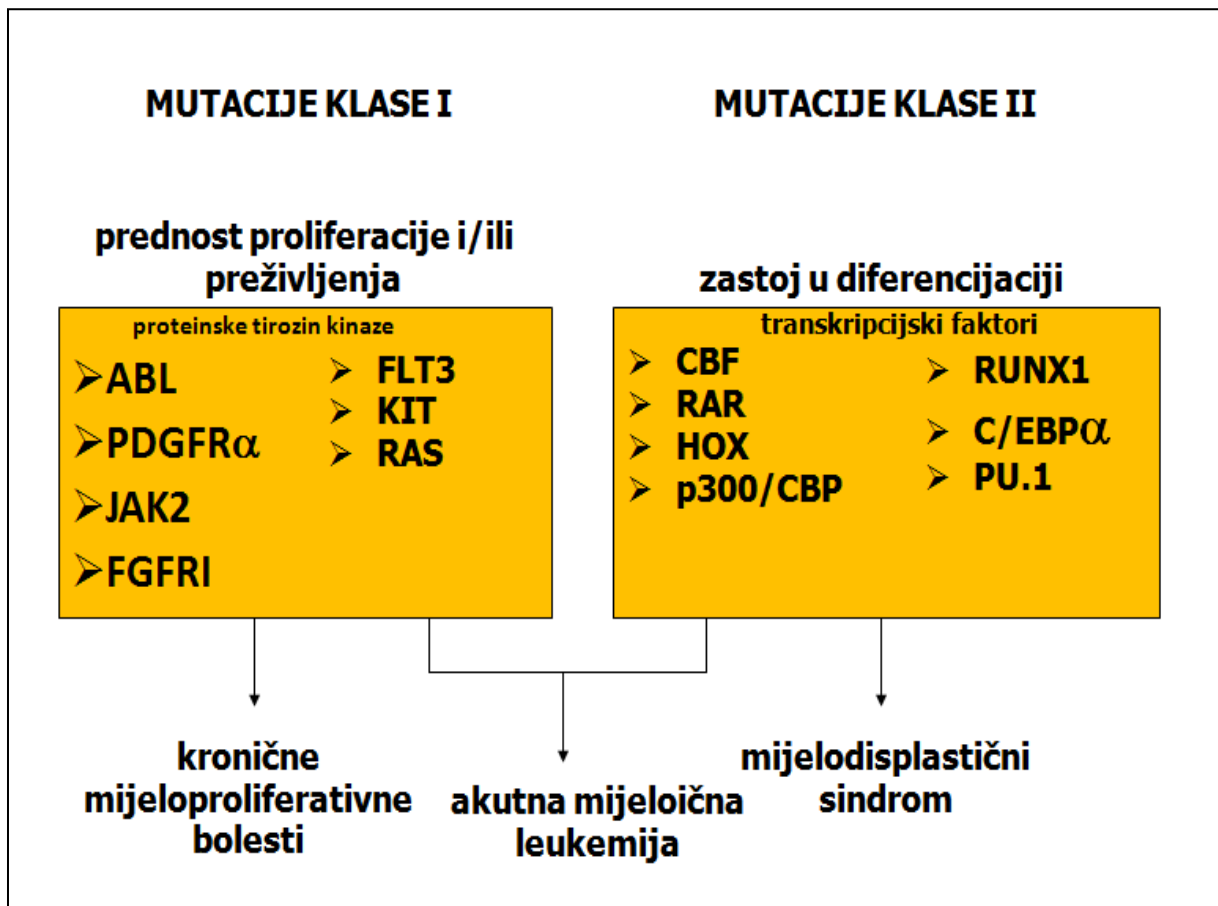 MUTACIJE KLASE I
prednost proliferacije i/ili
preživljenja
proteinske tirozin kinaze
➢ABL
➢PDGFRα
➢JAK2
➢FGFRI
➢ FLT3
➢ KIT
➢ RAS
MUTACIJE KLASE II
zastoj u diferencijaciji
transkripcijski faktori
➢ CBF
➢ RAR
➢ HOX
➢ p300/CBP
➢ RUNX1
➢ C/EBPα
➢ PU.1
kronične
mijeloproliferativne
bolesti
akutna mijeloična
leukemija
mijelodisplastični
sindrom